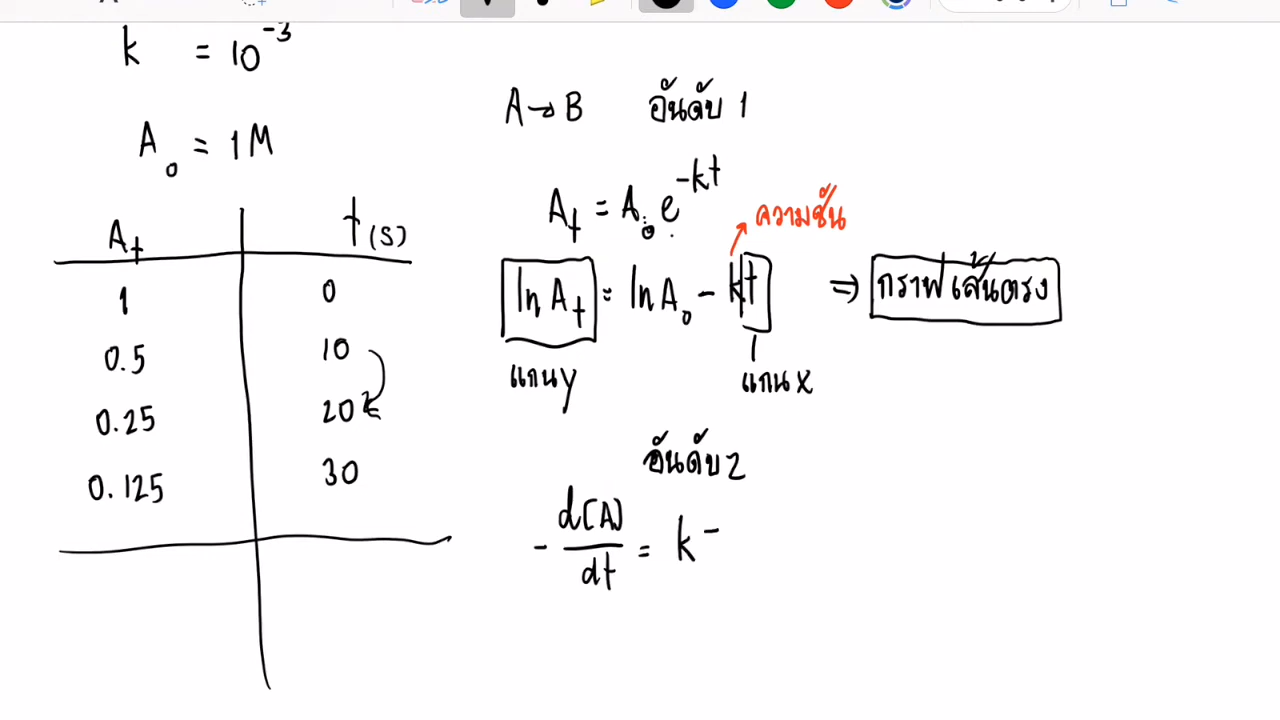 k = 10⁻³
A₀ = 1M
Aₜ t(s)
1 0
0.5 10
0.25 20
0.125 30
A → B อันดับ 1
Aₜ = A₀e^(-kt)
ความชัน
ln Aₜ = ln A₀ - kt ⇒ กราฟเส้นตรง
แกน y แกน x
อันดับ 2
- d[A]/dt = k -